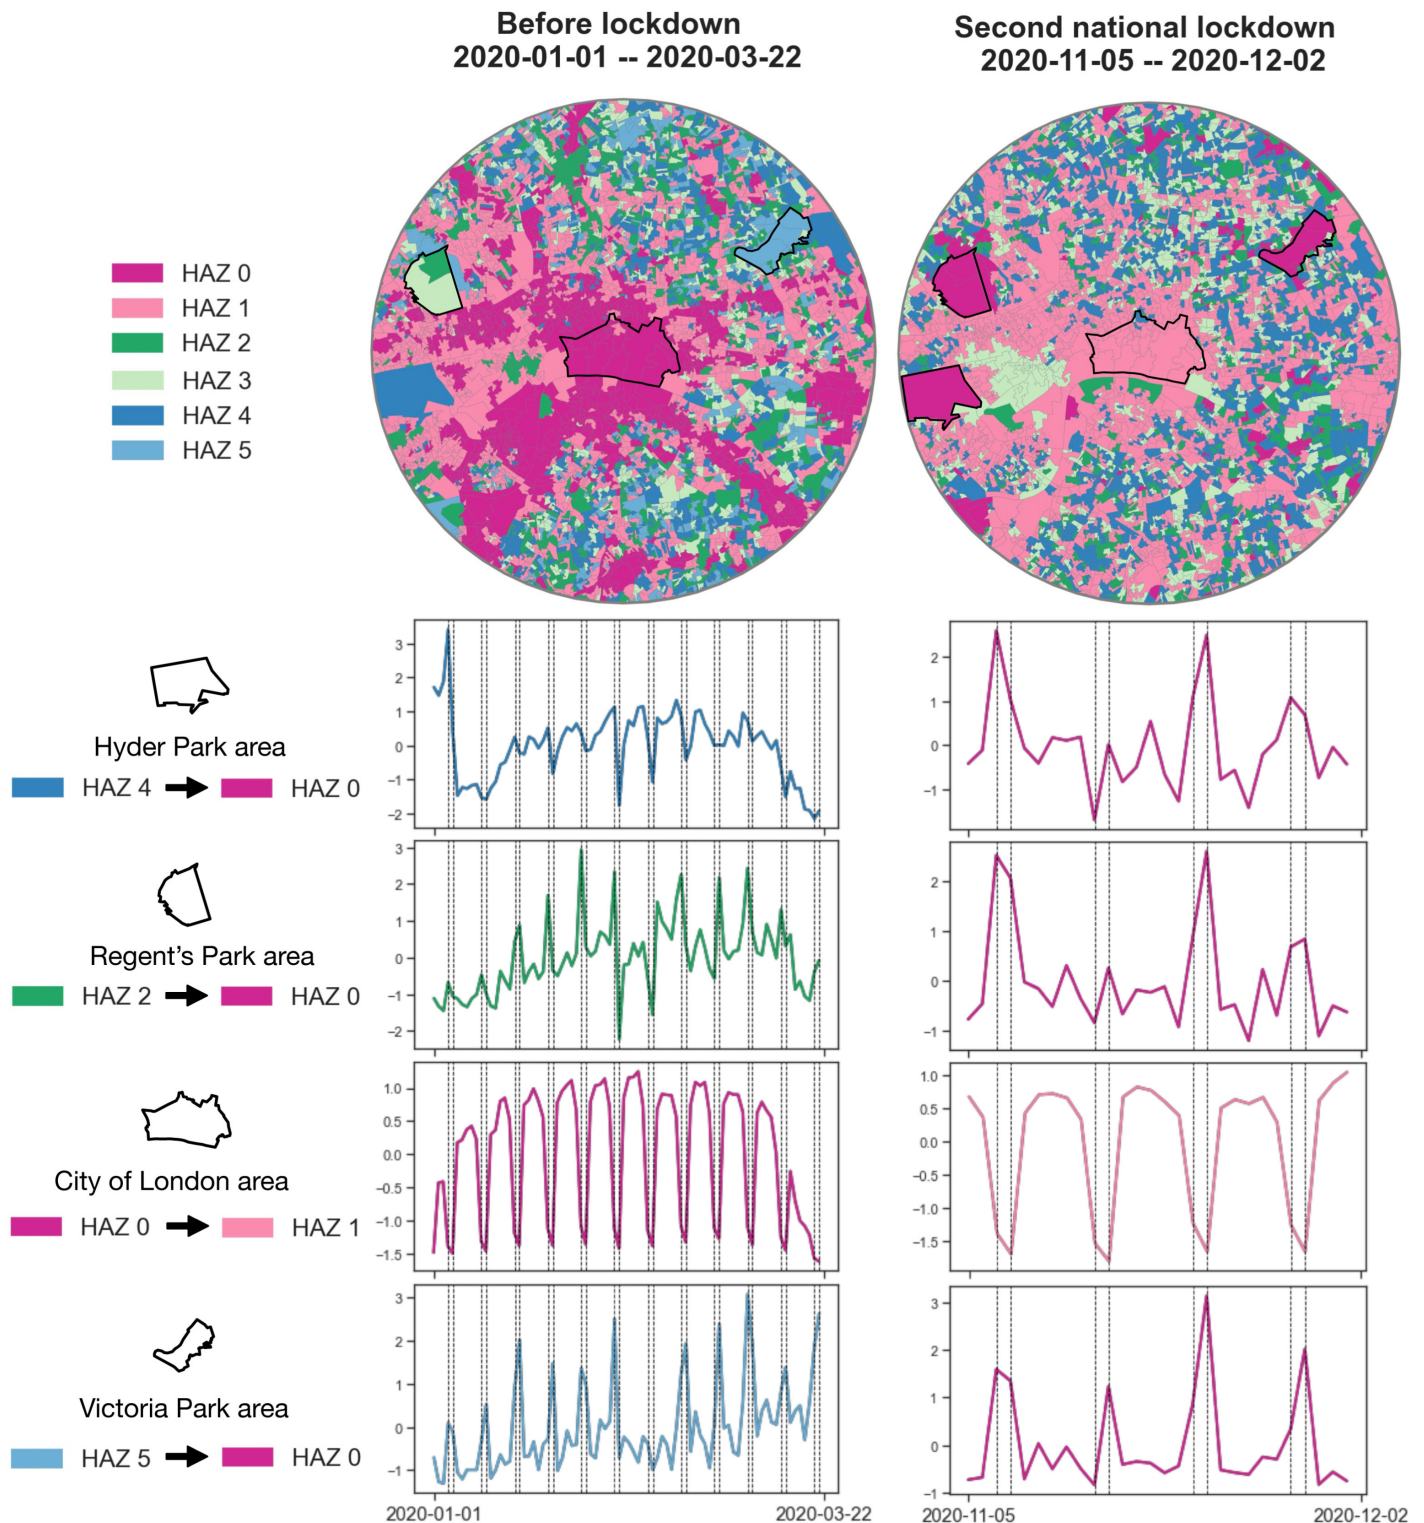 Before lockdown
2020-01-01 -- 2020-03-22
Second national lockdown
2020-11-05 -- 2020-12-02
HAZ 0
HAZ 1
HAZ 2
HAZ 3
HAZ 4
HAZ 5
Hyder Park area
HAZ 4 HAZ 0
3
2
1
0
−1
−2
2
1
0
−1
Regent’s Park area
HAZ 2 HAZ 0
3
2
1
0
−1
−2
2
1
0
−1
City of London area
HAZ 0 HAZ 1
1.0
0.5
0.0
−0.5
−1.0
−1.5
1.0
0.5
0.0
−0.5
−1.0
−1.5
Victoria Park area
HAZ 5 HAZ 0
3
2
1
0
−1
3
2
1
0
−1
2020-01-01 2020-03-22
2020-11-05 2020-12-02